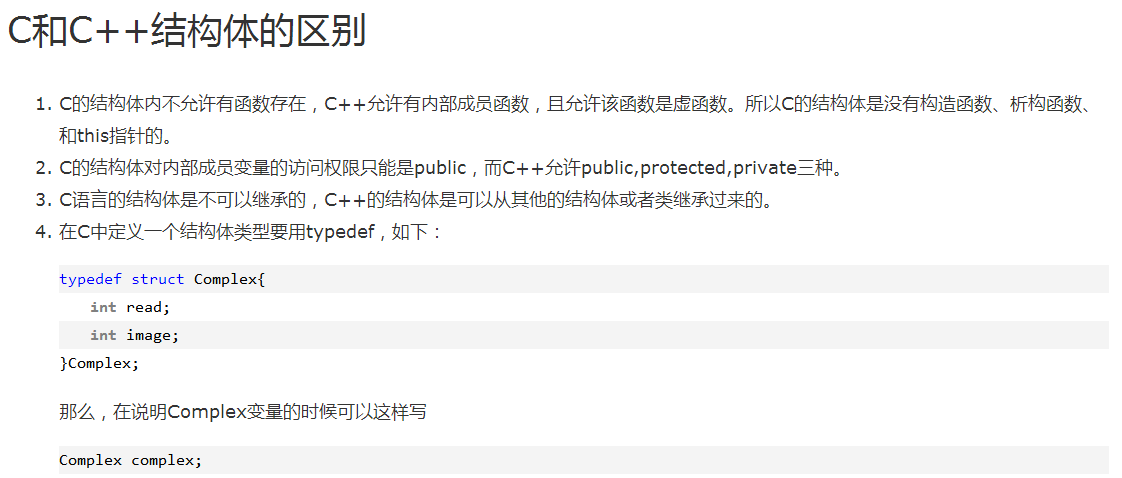 C和C++结构体的区别
1. C的结构体内不允许有函数存在，C++允许有内部成员函数，且允许该函数是虚函数。所以C的结构体是没有构造函数、析构函数、
和this指针的。
2. C的结构体对内部成员变量的访问权限只能是public，而C++允许public,protected,private三种。
3. C语言的结构体是不可以继承的，C++的结构体是可以从其他的结构体或者类继承过来的。
4. 在C中定义一个结构体类型要用typedef，如下：
typedef struct Complex{
int read;
int image;
}Complex;
那么，在说明Complex变量的时候可以这样写
Complex complex;